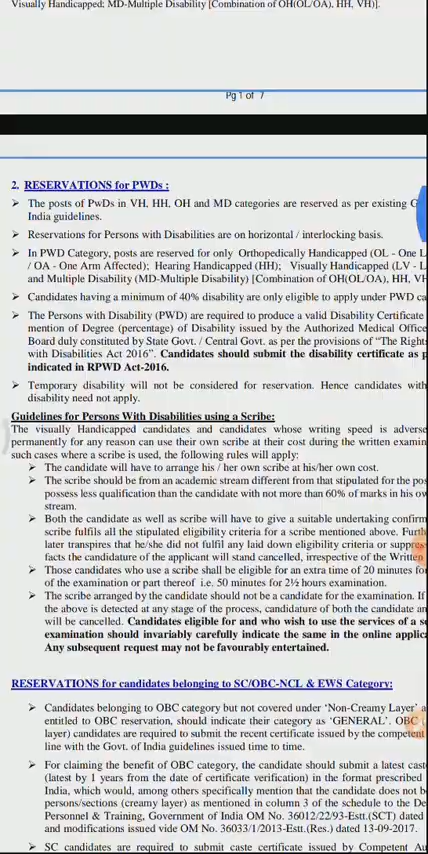 Visually Handicapped; MD-Multiple Disability [Combination of OH(OL/OA), HH, VH)].
Pg 1 of 7
2. RESERVATIONS for PWDs :
➢ The posts of PwDs in VH, HH, OH and MD categories are reserved as per existing G
India guidelines.
➢ Reservations for Persons with Disabilities are on horizontal / interlocking basis.
➢ In PWD Category, posts are reserved for only Orthopedically Handicapped (OL - One L
/ OA - One Arm Affected); Hearing Handicapped (HH); Visually Handicapped (LV - L
and Multiple Disability (MD-Multiple Disability) [Combination of OH(OL/OA), HH, VH
➢ Candidates having a minimum of 40% disability are only eligible to apply under PWD ca
➢ The Persons with Disability (PWD) are required to produce a valid Disability Certificate
mention of Degree (percentage) of Disability issued by the Authorized Medical Office
Board duly constituted by State Govt. / Central Govt. as per the provisions of "The Right
with Disabilities Act 2016". Candidates should submit the disability certificate as p
indicated in RPWD Act-2016.
➢ Temporary disability will not be considered for reservation. Hence candidates with
disability need not apply.
Guidelines for Persons With Disabilities using a Scribe:
The visually Handicapped candidates and candidates whose writing speed is adverse
permanently for any reason can use their own scribe at their cost during the written examin
such cases where a scribe is used, the following rules will apply:
➢ The candidate will have to arrange his / her own scribe at his/her own cost.
➢ The scribe should be from an academic stream different from that stipulated for the pos
possess less qualification than the candidate with not more than 60% of marks in his ow
stream.
➢ Both the candidate as well as scribe will have to give a suitable undertaking confirm
scribe fulfils all the stipulated eligibility criteria for a scribe mentioned above. Furth
later transpires that he/she did not fulfil any laid down eligibility criteria or suppress
facts the candidature of the applicant will stand cancelled, irrespective of the Written
➢ Those candidates who use a scribe shall be eligible for an extra time of 20 minutes fo
of the examination or part thereof i.e. 50 minutes for 2½ hours examination.
➢ The scribe arranged by the candidate should not be a candidate for the examination. If
the above is detected at any stage of the process, candidature of both the candidate an
will be cancelled. Candidates eligible for and who wish to use the services of a s
examination should invariably carefully indicate the same in the online applic
Any subsequent request may not be favourably entertained.
RESERVATIONS for candidates belonging to SC/OBC-NCL & EWS Category:
➢ Candidates belonging to OBC category but not covered under 'Non-Creamy Layer' a
entitled to OBC reservation, should indicate their category as 'GENERAL'. OBC
layer) candidates are required to submit the recent certificate issued by the competent
line with the Govt. of India guidelines issued time to time.
➢ For claiming the benefit of OBC category, the candidate should submit a latest cast
(latest by 1 years from the date of certificate verification) in the format prescribed
India, which would, among others specifically mention that the candidate does not b
persons/sections (creamy layer) as mentioned in column 3 of the schedule to the De
Personnel & Training, Government of India OM No. 36012/22/93-Estt.(SCT) dated
and modifications issued vide OM No. 36033/1/2013-Estt.(Res.) dated 13-09-2017.
➢ SC candidates are required to submit caste certificate issued by Competent Au